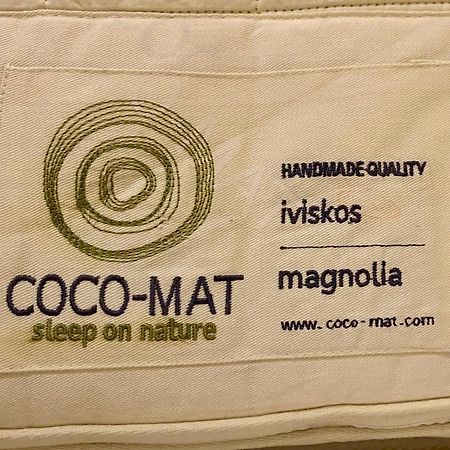 COCO-MAT
sleep on nature
HANDMADE QUALITY
iviskos
magnolia
www.coco-mat.com